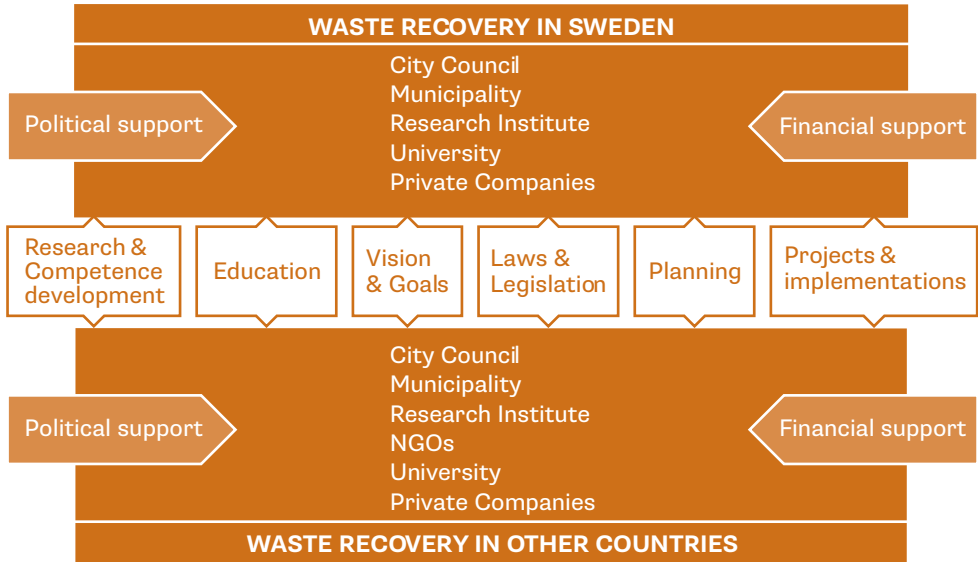 WASTE RECOVERY IN SWEDEN
City Council
Municipality
Research Institute
University
Private Companies
Political support
Financial support
Research &
Competence
development
Education
Vision
& Goals
Laws &
Legislation
Planning
Projects &
implementations
City Council
Municipality
Research Institute
NGOs
University
Private Companies
Political support
Financial support
WASTE RECOVERY IN OTHER COUNTRIES